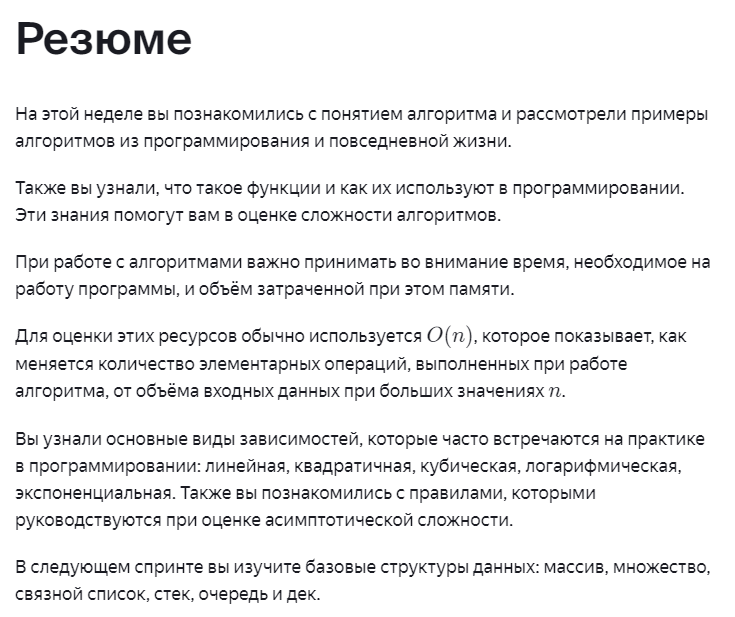 Резюме
На этой неделе вы познакомились с понятием алгоритма и рассмотрели примеры
алгоритмов из программирования и повседневной жизни.
Также вы узнали, что такое функции и как их используют в программировании.
Эти знания помогут вам в оценке сложности алгоритмов.
При работе с алгоритмами важно принимать во внимание время, необходимое на
работу программы, и объём затраченной при этом памяти.
Для оценки этих ресурсов обычно используется O(n), которое показывает, как
меняется количество элементарных операций, выполненных при работе
алгоритма, от объёма входных данных при больших значениях n.
Вы узнали основные виды зависимостей, которые часто встречаются на практике
в программировании: линейная, квадратичная, кубическая, логарифмическая,
экспоненциальная. Также вы познакомились с правилами, которыми
руководствуются при оценке асимптотической сложности.
В следующем спринте вы изучите базовые структуры данных: массив, множество,
связной список, стек, очередь и дек.